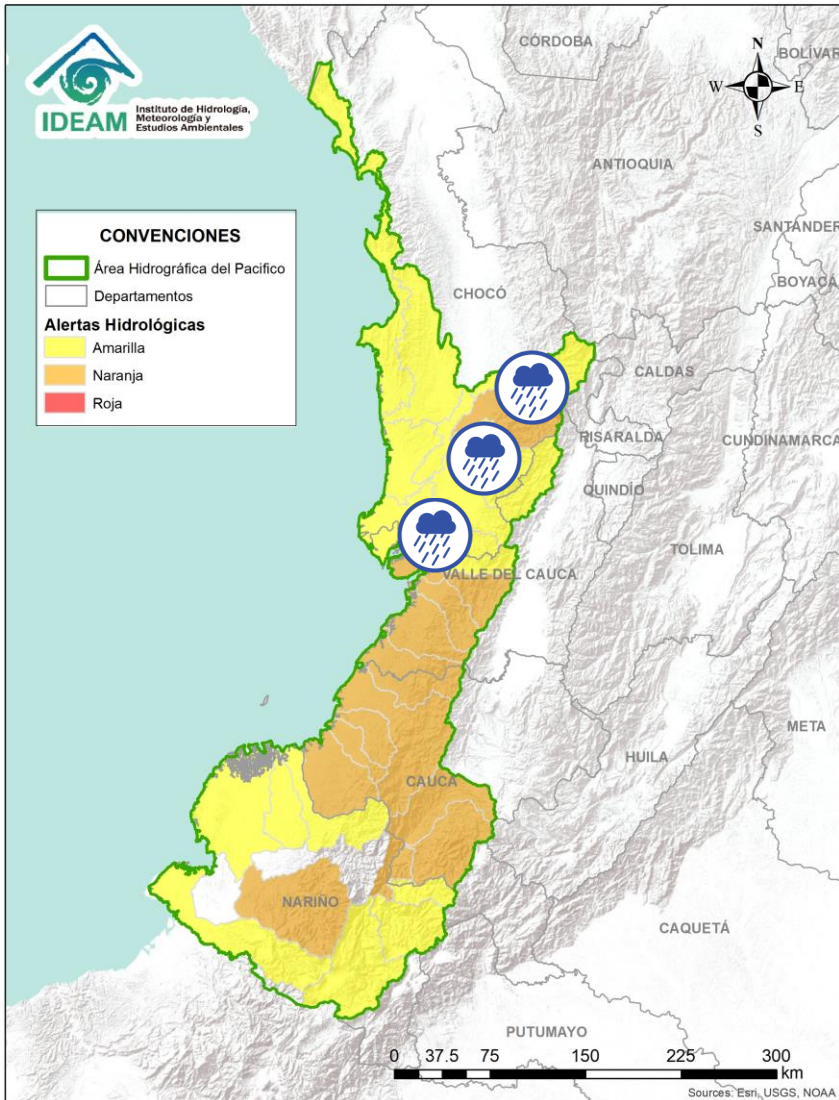 IDEAM
Instituto de Hidrología,
Meteorología y
Estudios Ambientales
CÓRDOBA
BOLÍVAR
N
W
E
S
ANTIOQUIA
SANTANDER
BOYACÁ
CONVENCIONES
Área Hidrográfica del Pacifico
Departamentos
Alertas Hidrológicas
Amarilla
Naranja
Roja
CHOCÓ
CALDAS
RISARALDA
CUNDINAMARCA
QUINDÍO
TOLIMA
VALLE DEL CAUCA
META
HUILA
CAUCA
NARIÑO
CAQUETÁ
PUTUMAYO
0 37.5 75 150 225 300
km
Sources: Esri, USGS, NOAA